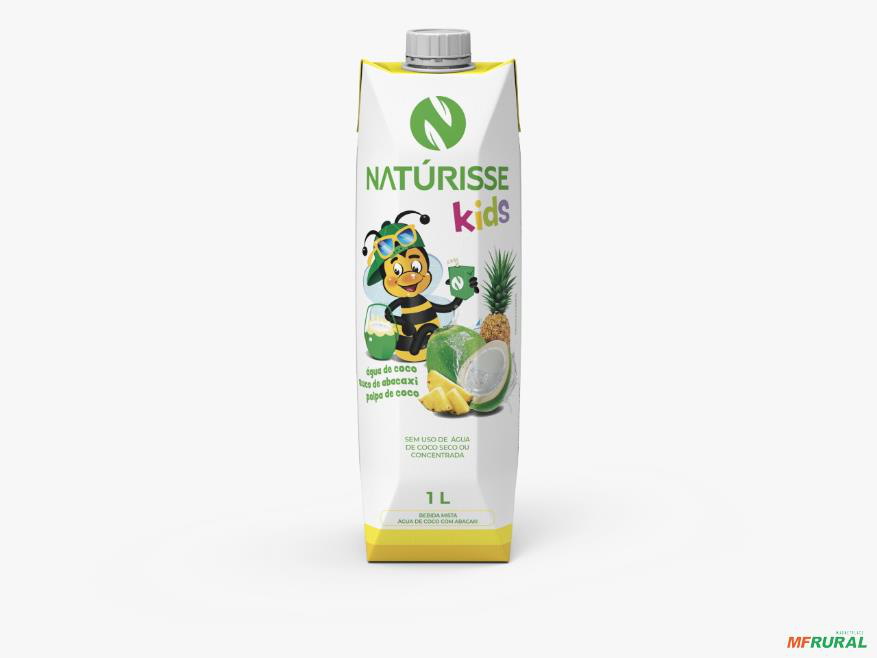 NATÚRISSE
kids
água de coco
suco de abacaxi
polpa de coco
SEM USO DE ÁGUA
DE COCO SECO OU
CONCENTRADA
1 L
BEBIDA MISTA
ÁGUA DE COCO COM ABACAXI
MARKETPLACE
MFRURAL